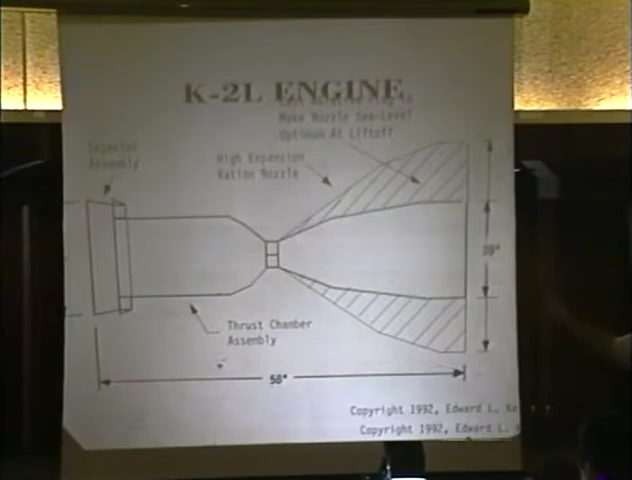 K-2L ENGINE
Make Nozzle Sea-Level
Optimum At Liftoff
Injector
Assembly
High Expansion
Ration Nozzle
Thrust Chamber
Assembly
58"
Copyright 1992, Edward L.
Copyright 1992, Edward L.